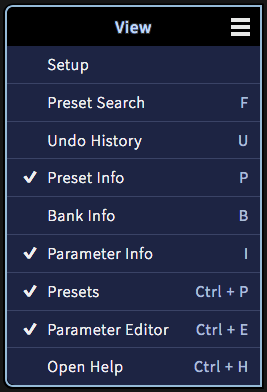 View
Setup
Preset Search F
Undo History U
Preset Info P
Bank Info B
Parameter Info I
Presets Ctrl + P
Parameter Editor Ctrl + E
Open Help Ctrl + H